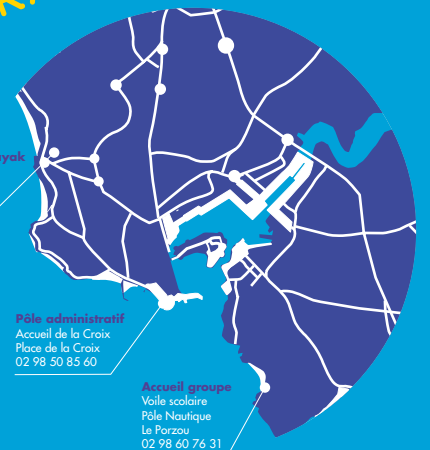 yak
Pôle administratif
Accueil de la Croix
Place de la Croix
02 98 50 85 60
Accueil groupe
Voile scolaire
Pôle Nautique
Le Porzou
02 98 60 76 31